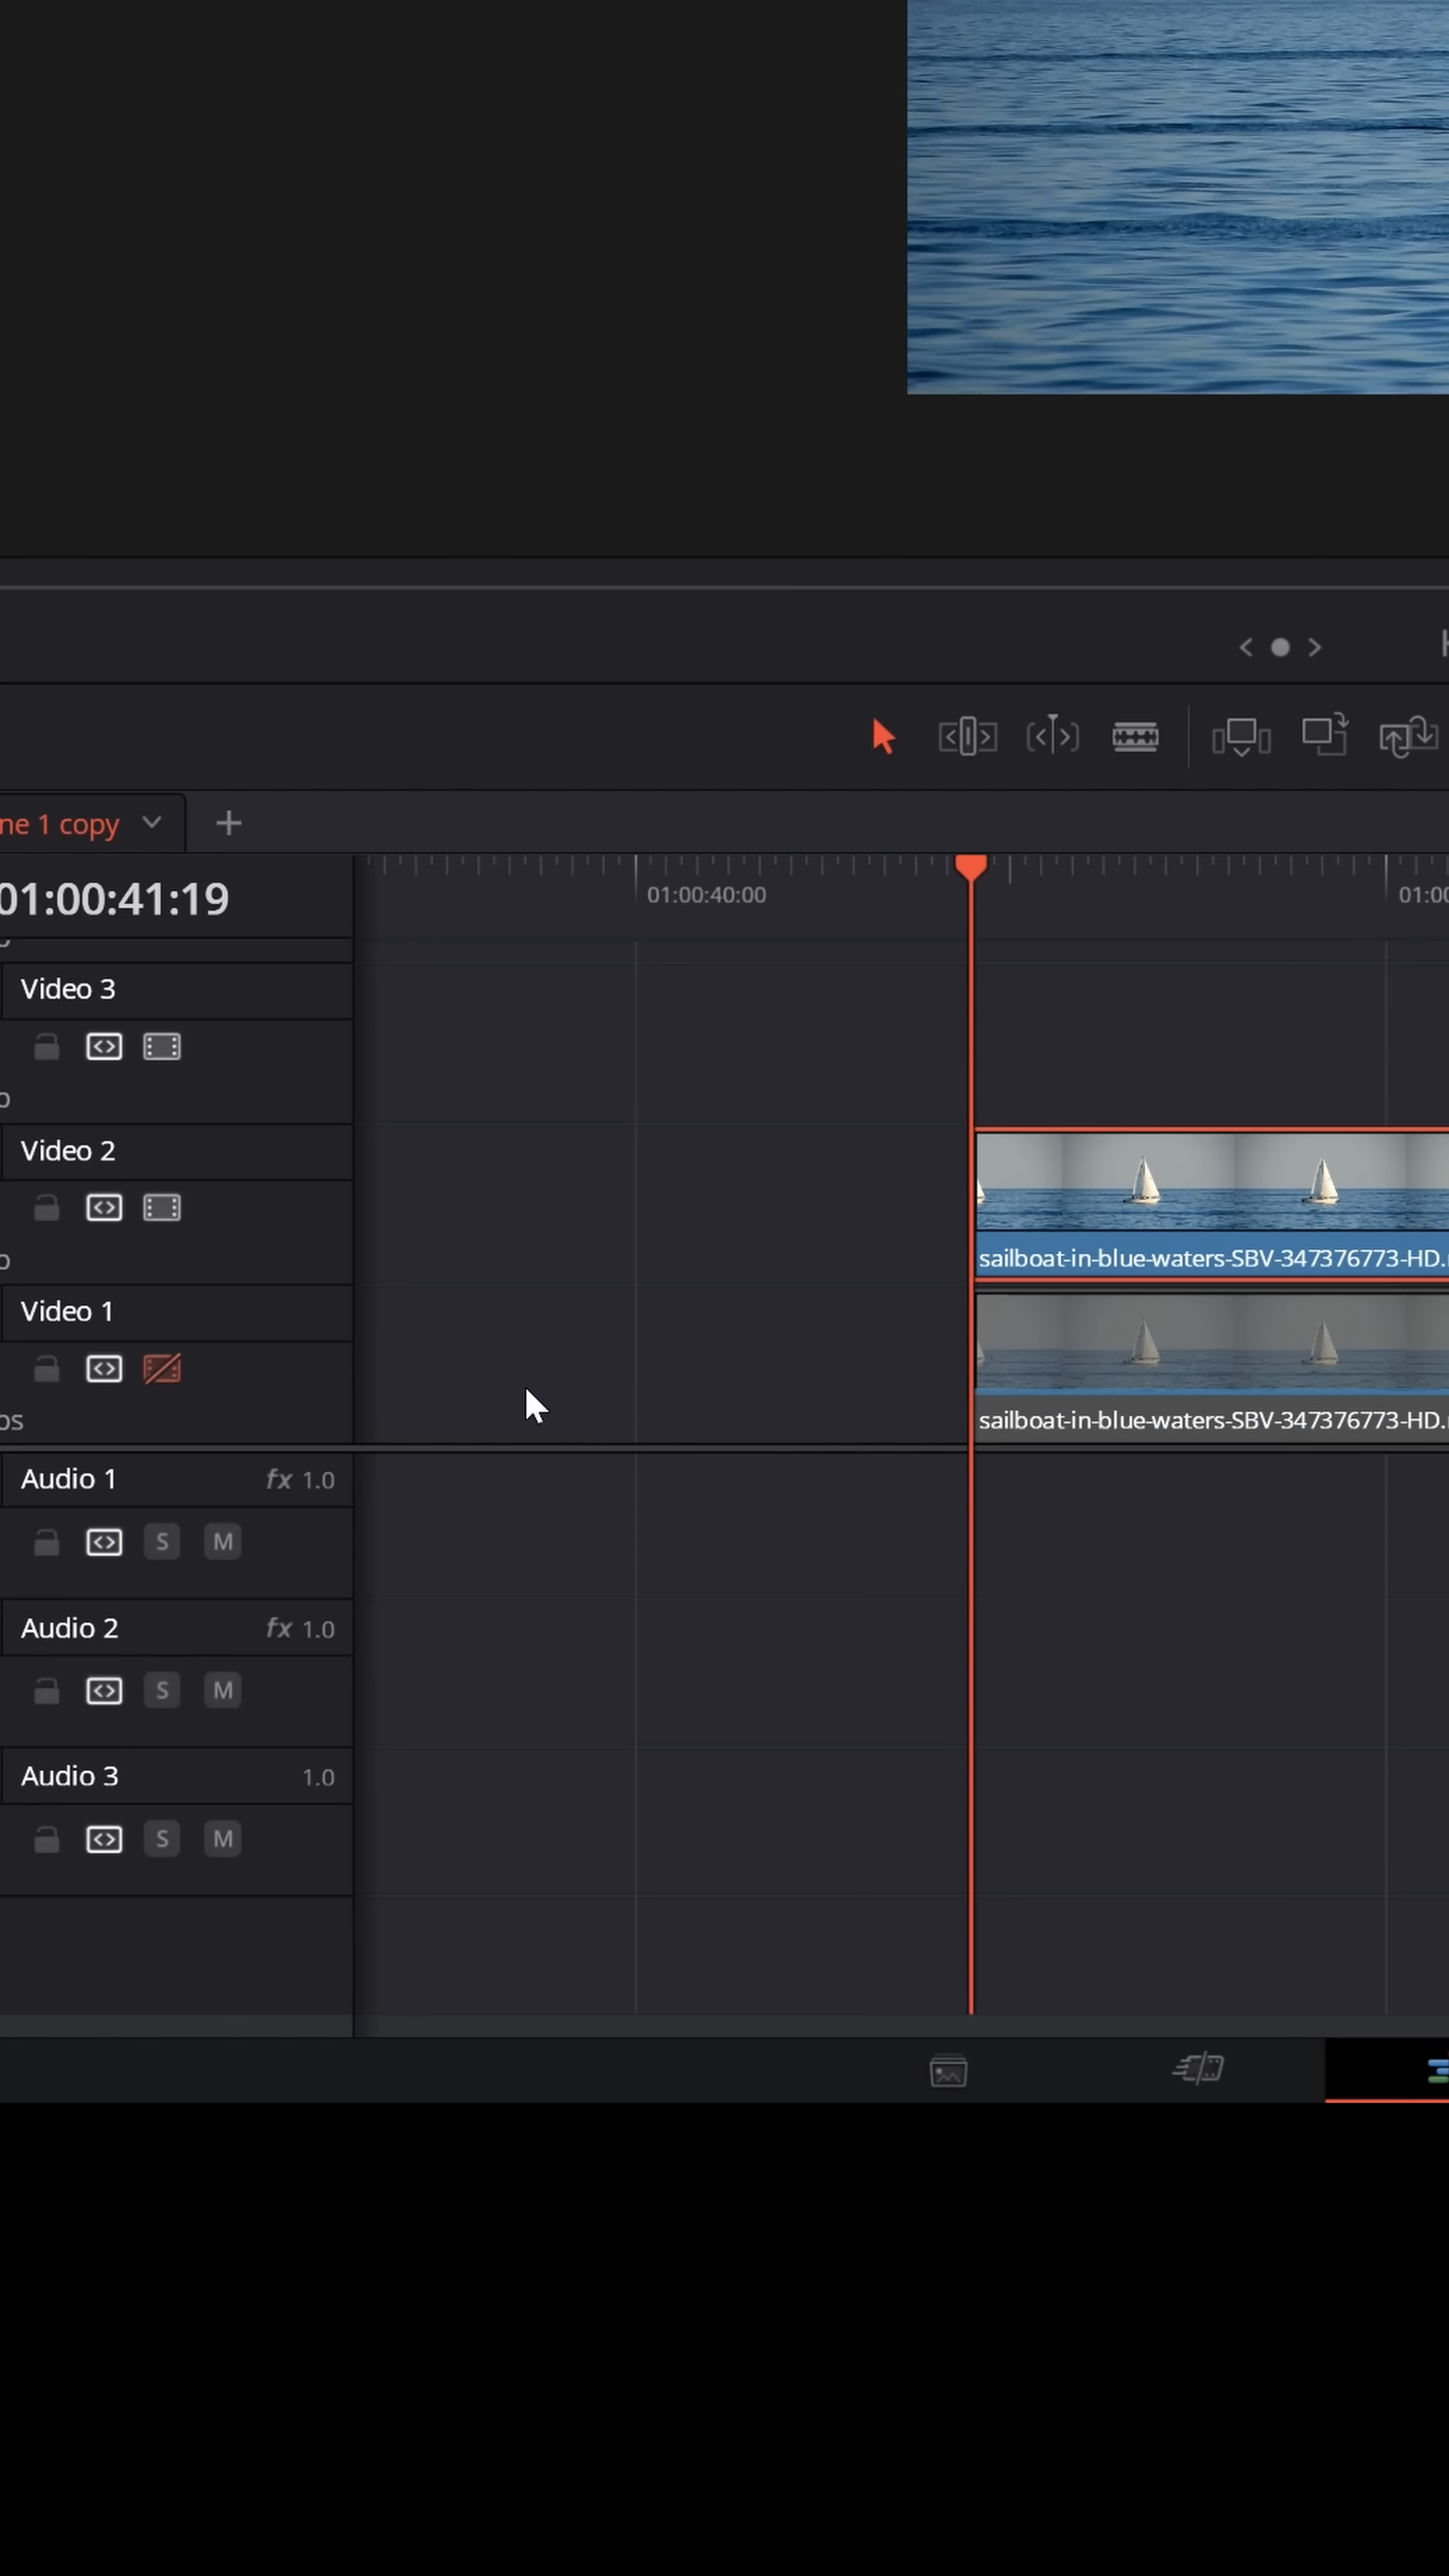 ne 1 copy
01:00:41:19
01:00:40:00
Video 3
Video 2
sailboat-in-blue-waters-SBV-347376773-HD.
Video 1
sailboat-in-blue-waters-SBV-347376773-HD.
os
Audio 1 fx 1.0
S M
Audio 2 fx 1.0
S M
Audio 3 1.0
S M